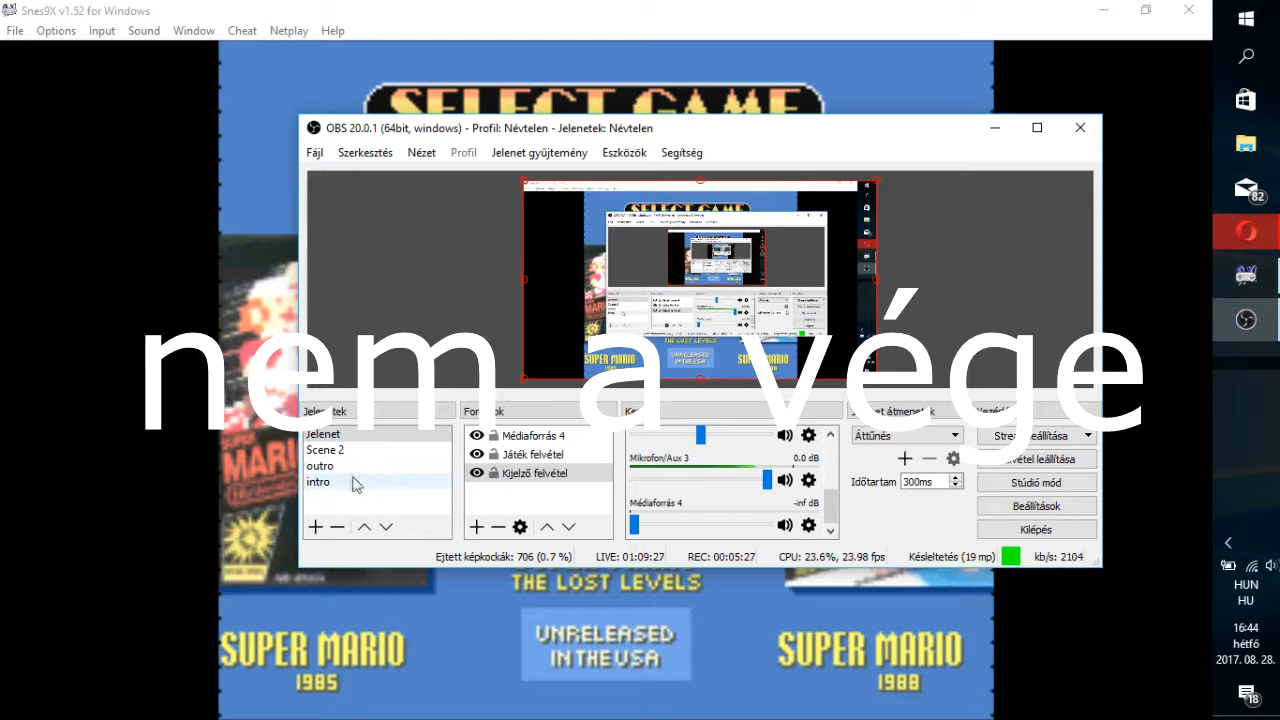 Snes9X v1.52 for Windows
File Options Input Sound Window Cheat Netplay Help
SELECT GAME
OBS 20.0.1 (64bit, windows) - Profil: Névtelen - Jelenetek: Névtelen
Fájl Szerkesztés Nézet Profil Jelenet gyűjtemény Eszközök Segítség
82
nem a vége
Jelenetek
Jelenet
Scene 2
outro
intro
Médiaforrás 4
Játék felvétel
Kijelző felvétel
Mikrofon/Aux 3 0.0 dB
Médiaforrás 4 -inf dB
Áttűnés
Időtartam 300ms
Stúdió mód
Beállítások
Kilépés
Ejtett képkockák: 706 (0.7 %) LIVE: 01:09:27 REC: 00:05:27 CPU: 23.6%, 23.98 fps Késleltetés (19 mp) kb/s: 2104
THE LOST LEVELS
UNRELEASED
IN THE USA
SUPER MARIO
1985
SUPER MARIO
1988
HUN
HU
16:44
hétfő
2017. 08. 28.
18